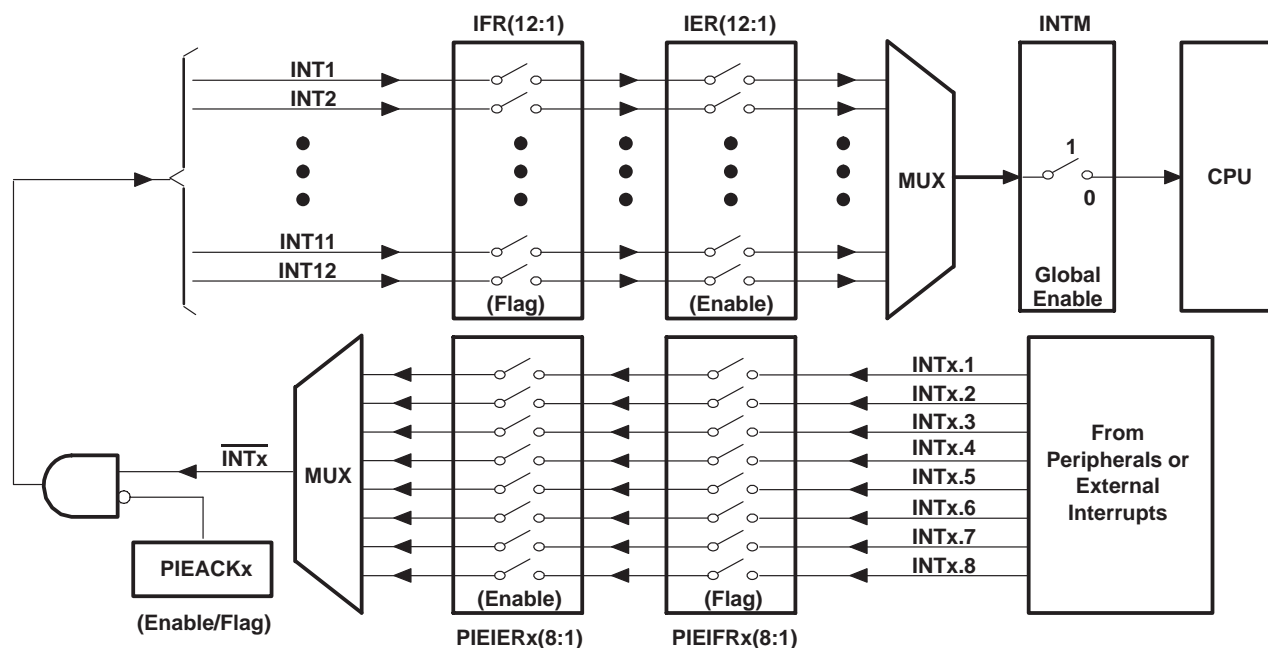 IFR(12:1)
IER(12:1)
INTM
INT1
INT2
1
MUX
CPU
0
INT11
INT12
Global
Enable
(Flag)
(Enable)
INTx.1
INTx.2
INTx.3
INTx.4
INTx.5
INTx.6
INTx.7
INTx.8
From
Peripherals or
External
Interrupts
INTx
MUX
PIEACKx
(Enable/Flag)
(Enable)
(Flag)
PIEIERx(8:1)
PIEIFRx(8:1)